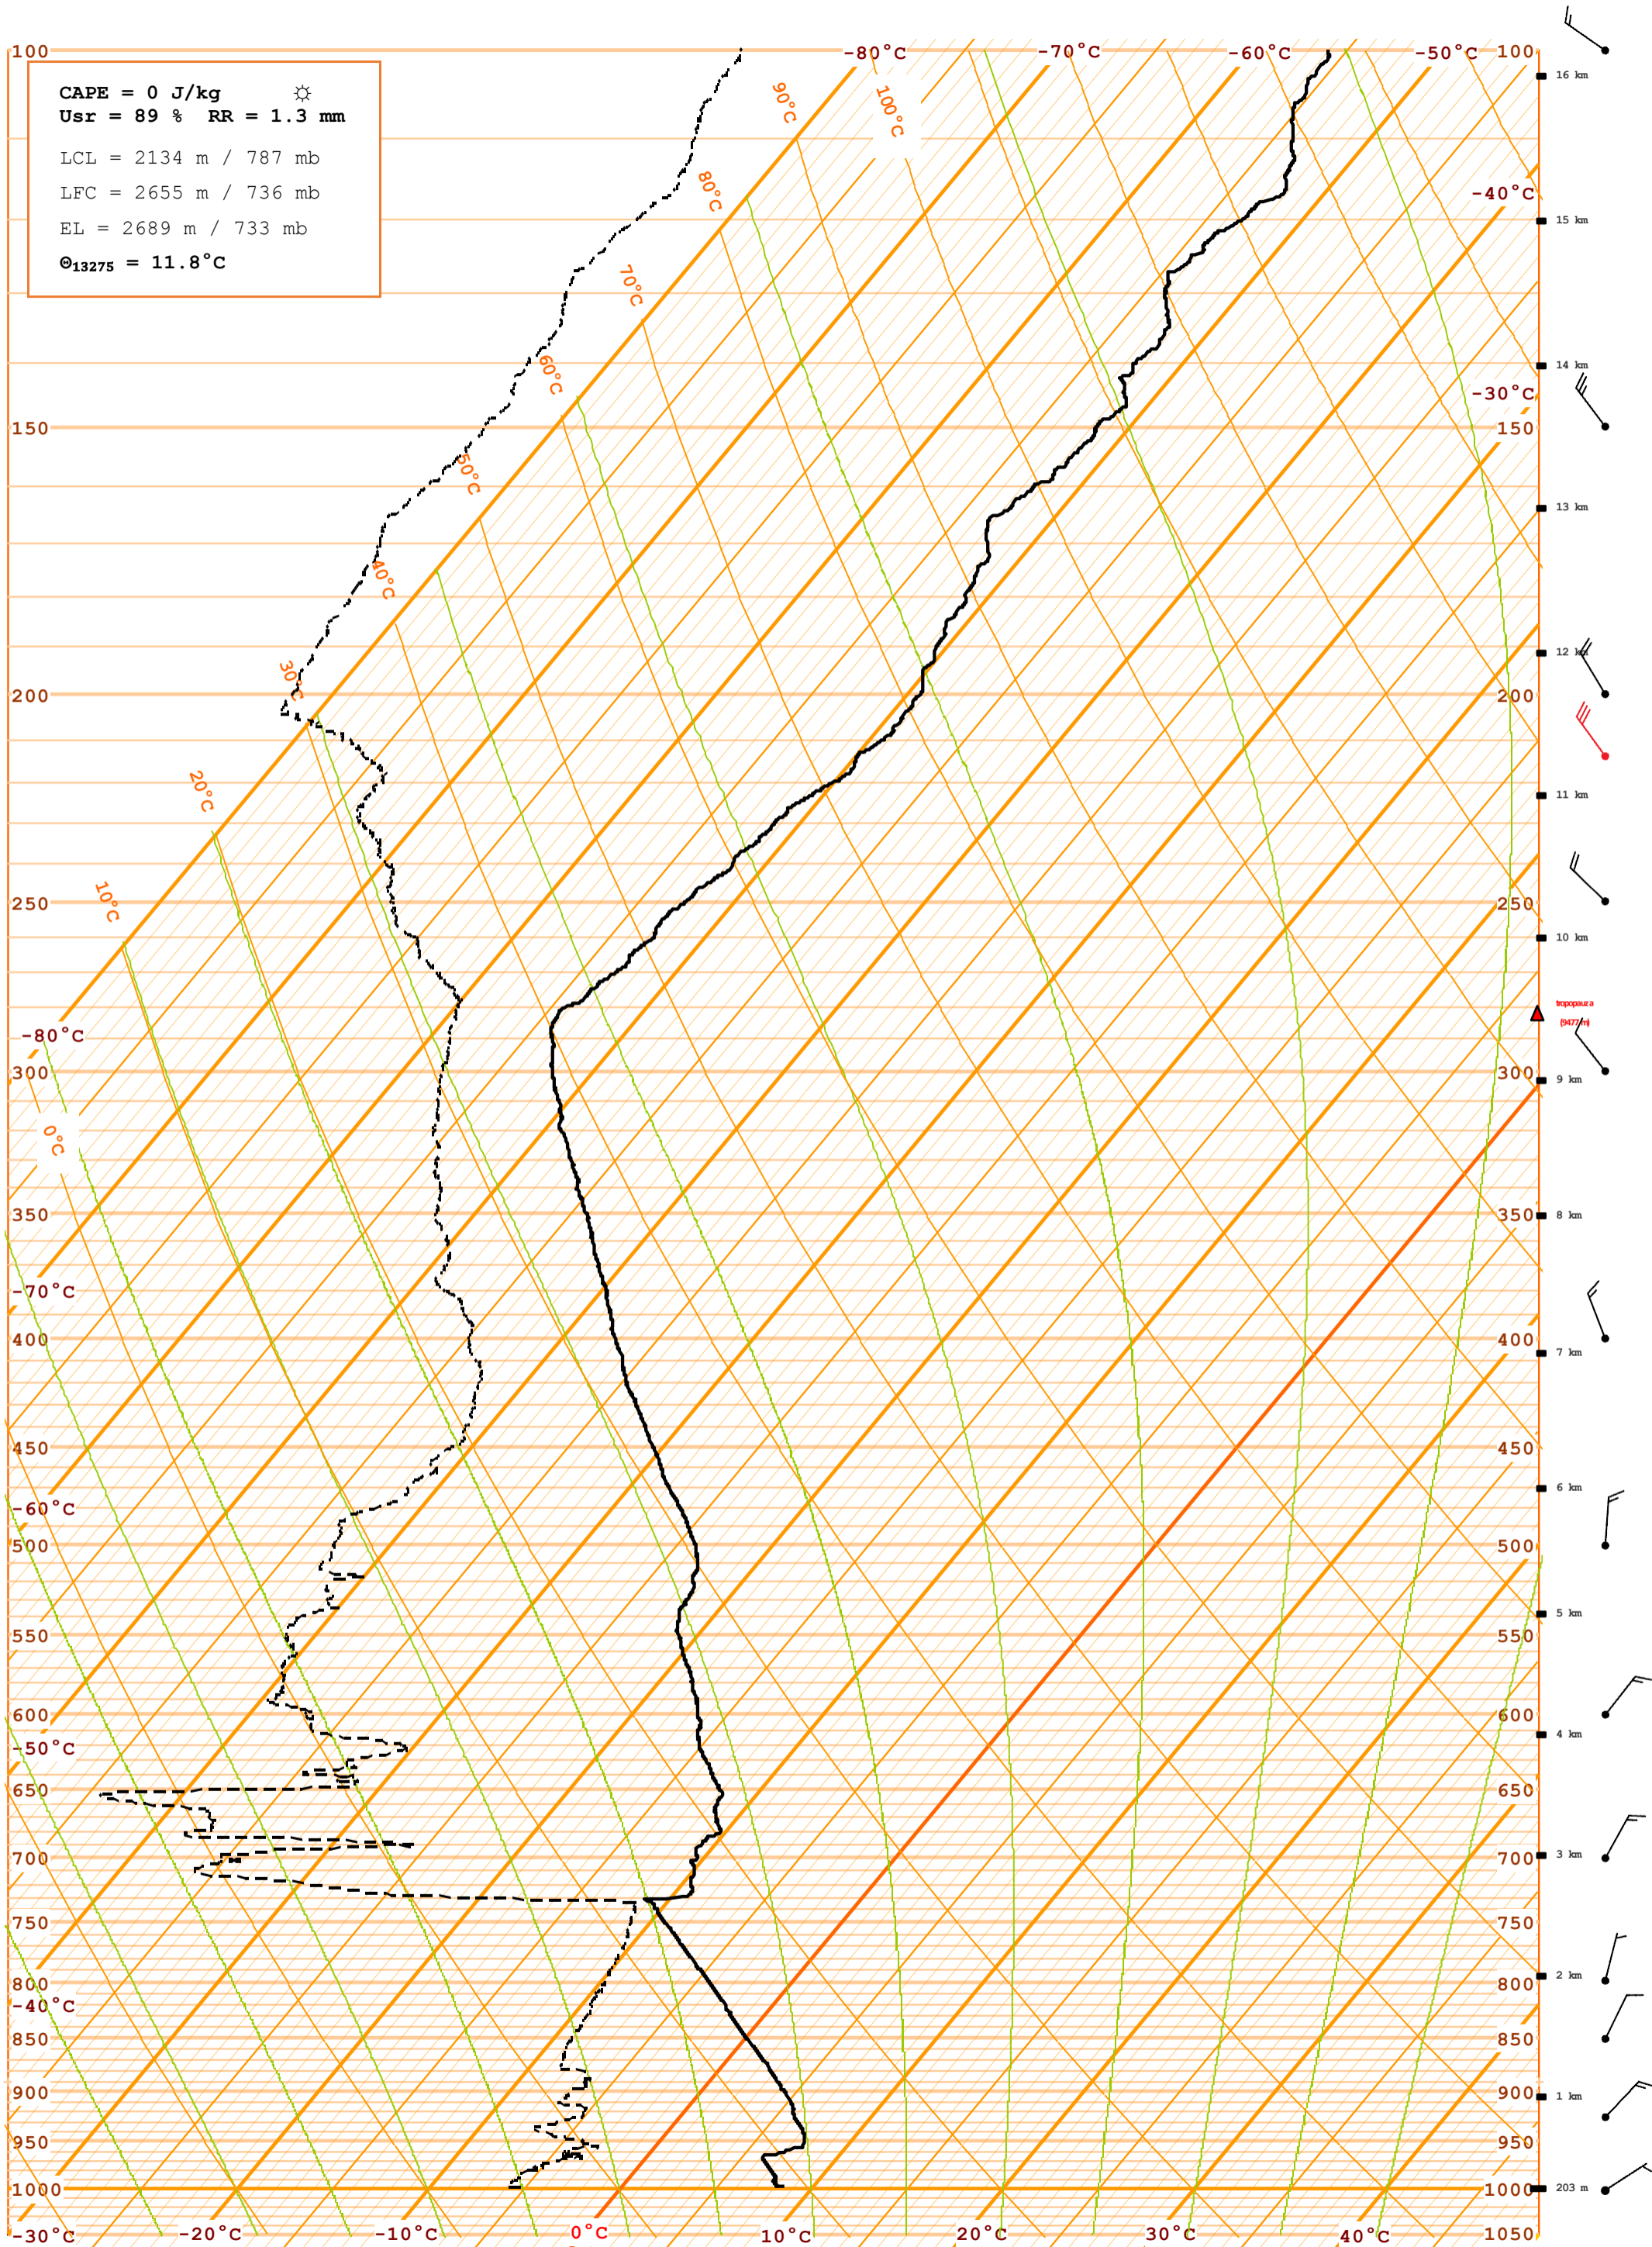 100
-80°C
-70°C
-60°C
-50°C
100
16 km
CAPE = 0 J/kg ☼
Usr = 89 % RR = 1.3 mm
LCL = 2134 m / 787 mb
LFC = 2655 m / 736 mb
EL = 2689 m / 733 mb
Θ13275 = 11.8°C
90°C
100°C
80°C
-40°C
15 km
70°C
60°C
14 km
-30°C
150
150
50°C
13 km
40°C
12 km
30°C
200
200
20°C
11 km
10°C
250
250
10 km
tropopauza
(9477 m)
-80°C
300
300
9 km
0°C
350
350
8 km
-70°C
400
400
7 km
450
450
6 km
-60°C
500
500
5 km
550
550
600
600
4 km
-50°C
650
650
700
700
3 km
750
750
2 km
800
800
-40°C
850
850
900
900
1 km
950
950
1000
1000
203 m
-30°C
-20°C
-10°C
0°C
10°C
20°C
30°C
40°C
1050